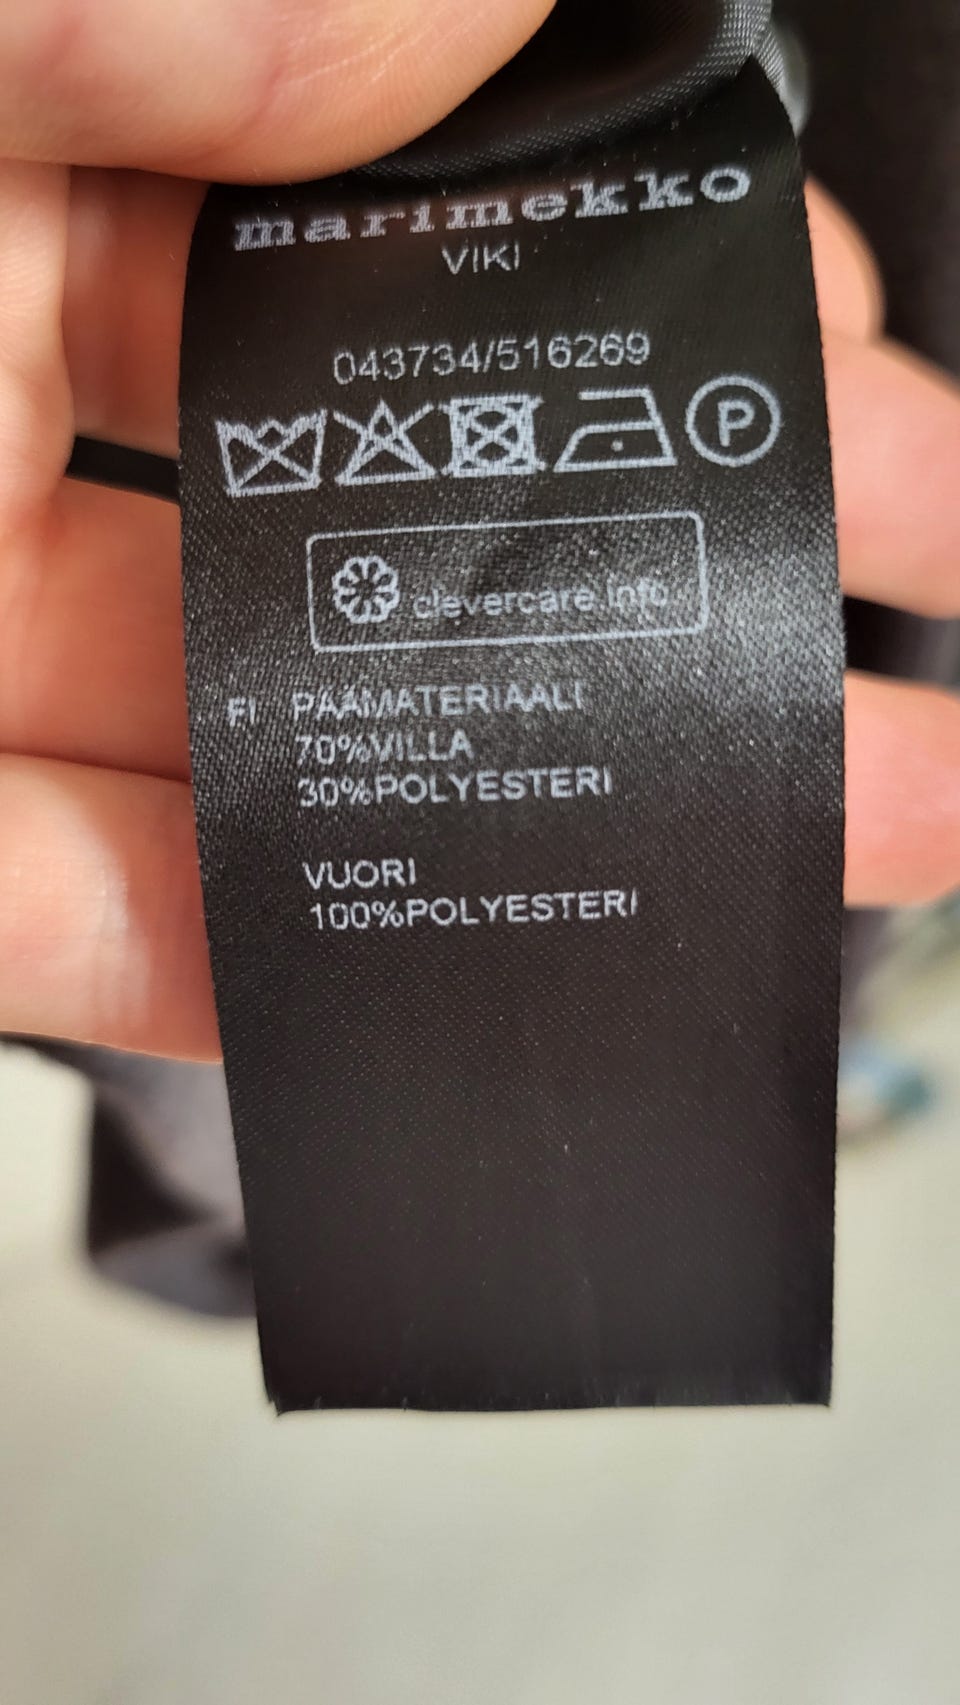 marimekko
VIKI
043734/516269
P
clevercare.info
FI PÄÄMATERIAALI
70%VILLA
30%POLYESTERI
VUORI
100%POLYESTERI